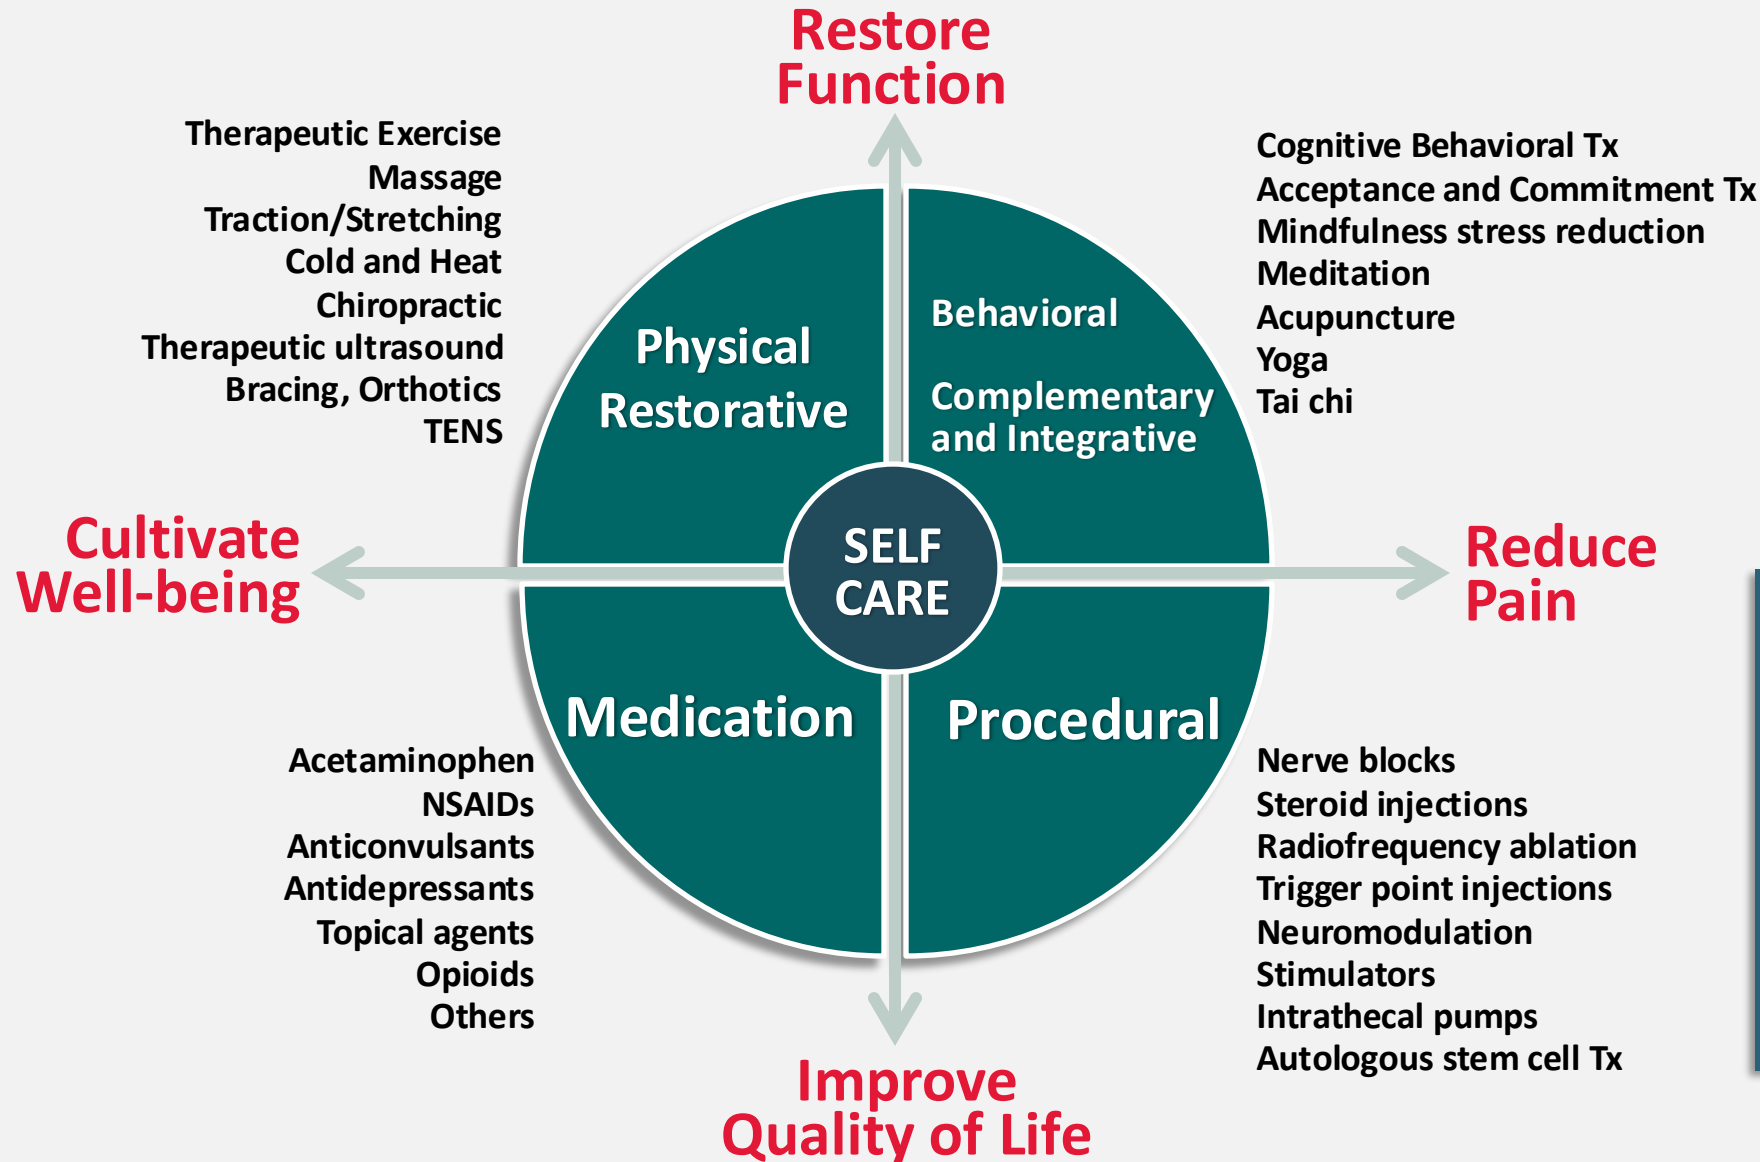 Restore
Function
Therapeutic Exercise
Massage
Traction/Stretching
Cold and Heat
Chiropractic
Therapeutic ultrasound
Bracing, Orthotics
TENS
Cognitive Behavioral Tx
Acceptance and Commitment Tx
Mindfulness stress reduction
Meditation
Acupuncture
Yoga
Tai chi
Physical
Restorative
Behavioral
Complementary
and Integrative
Cultivate
Well-being
SELF
CARE
Reduce
Pain
Medication
Procedural
Acetaminophen
NSAIDs
Anticonvulsants
Antidepressants
Topical agents
Opioids
Others
Nerve blocks
Steroid injections
Radiofrequency ablation
Trigger point injections
Neuromodulation
Stimulators
Intrathecal pumps
Autologous stem cell Tx
Improve
Quality of Life